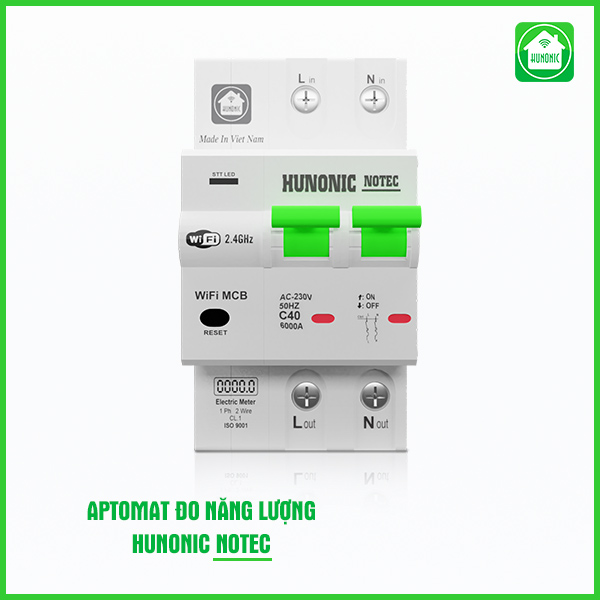 HUNONIC
L in
N in
HUNONIC
Made In Viet Nam
STT LED
HUNONIC NOTEC
WiFi 2.4GHz
WiFi MCB
RESET
AC-230V
50HZ
C40
6000A
↑: ON
↓: OFF
0000.0
Electric Meter
1 Ph 2 Wire
CL.1
ISO 9001
L out
N out
APTOMAT ĐO NĂNG LƯỢNG
HUNONIC NOTEC